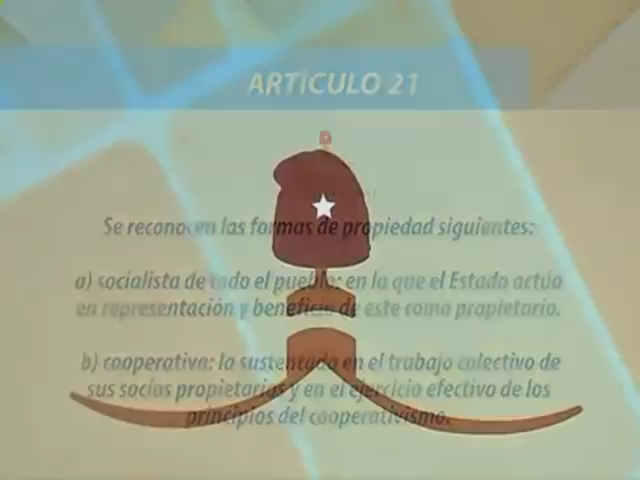 ARTÍCULO 21
Se reconocen las formas de propiedad siguientes:
a) socialista de todo el pueblo: en la que el Estado actúa
en representación y beneficio de este como propietario.
b) cooperativa: la sustentada en el trabajo colectivo de
sus socios propietarios y en el ejercicio efectivo de los
principios del cooperativismo.